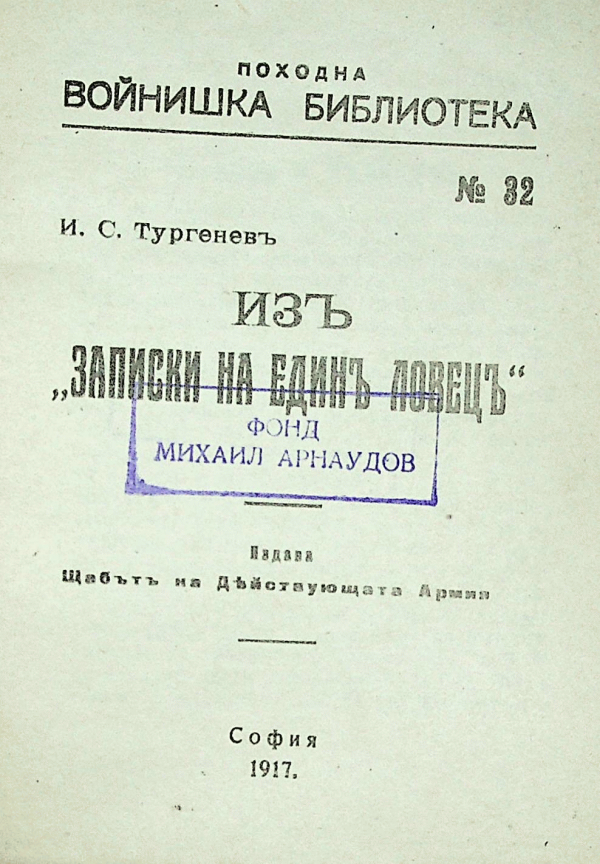 ПОХОДНА
ВОЙНИШКА БИБЛИОТЕКА
№ 32
И. С. Тургеневъ
ИЗЪ
„ЗАПИСКИ НА ЕДИНЪ ЛОВЕЦЪ“
ФОНД
МИХАИЛ АРНАУДОВ
Издава
Щабътъ на Дѣйствующата Армия
София
1917.